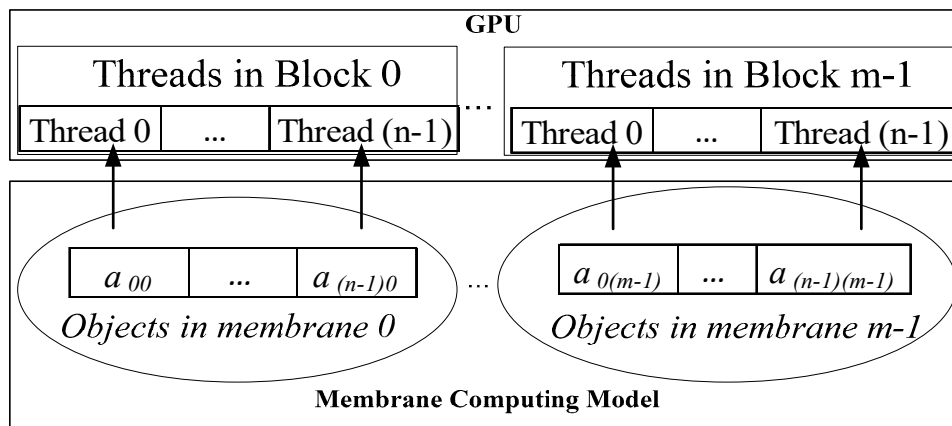 GPU
Threads in Block 0
Threads in Block m-1
...
Thread 0 ... Thread (n-1)
Thread 0 ... Thread (n-1)
a 00 ... a (n-1)0
...
a 0(m-1) ... a (n-1)(m-1)
Objects in membrane 0
Objects in membrane m-1
Membrane Computing Model